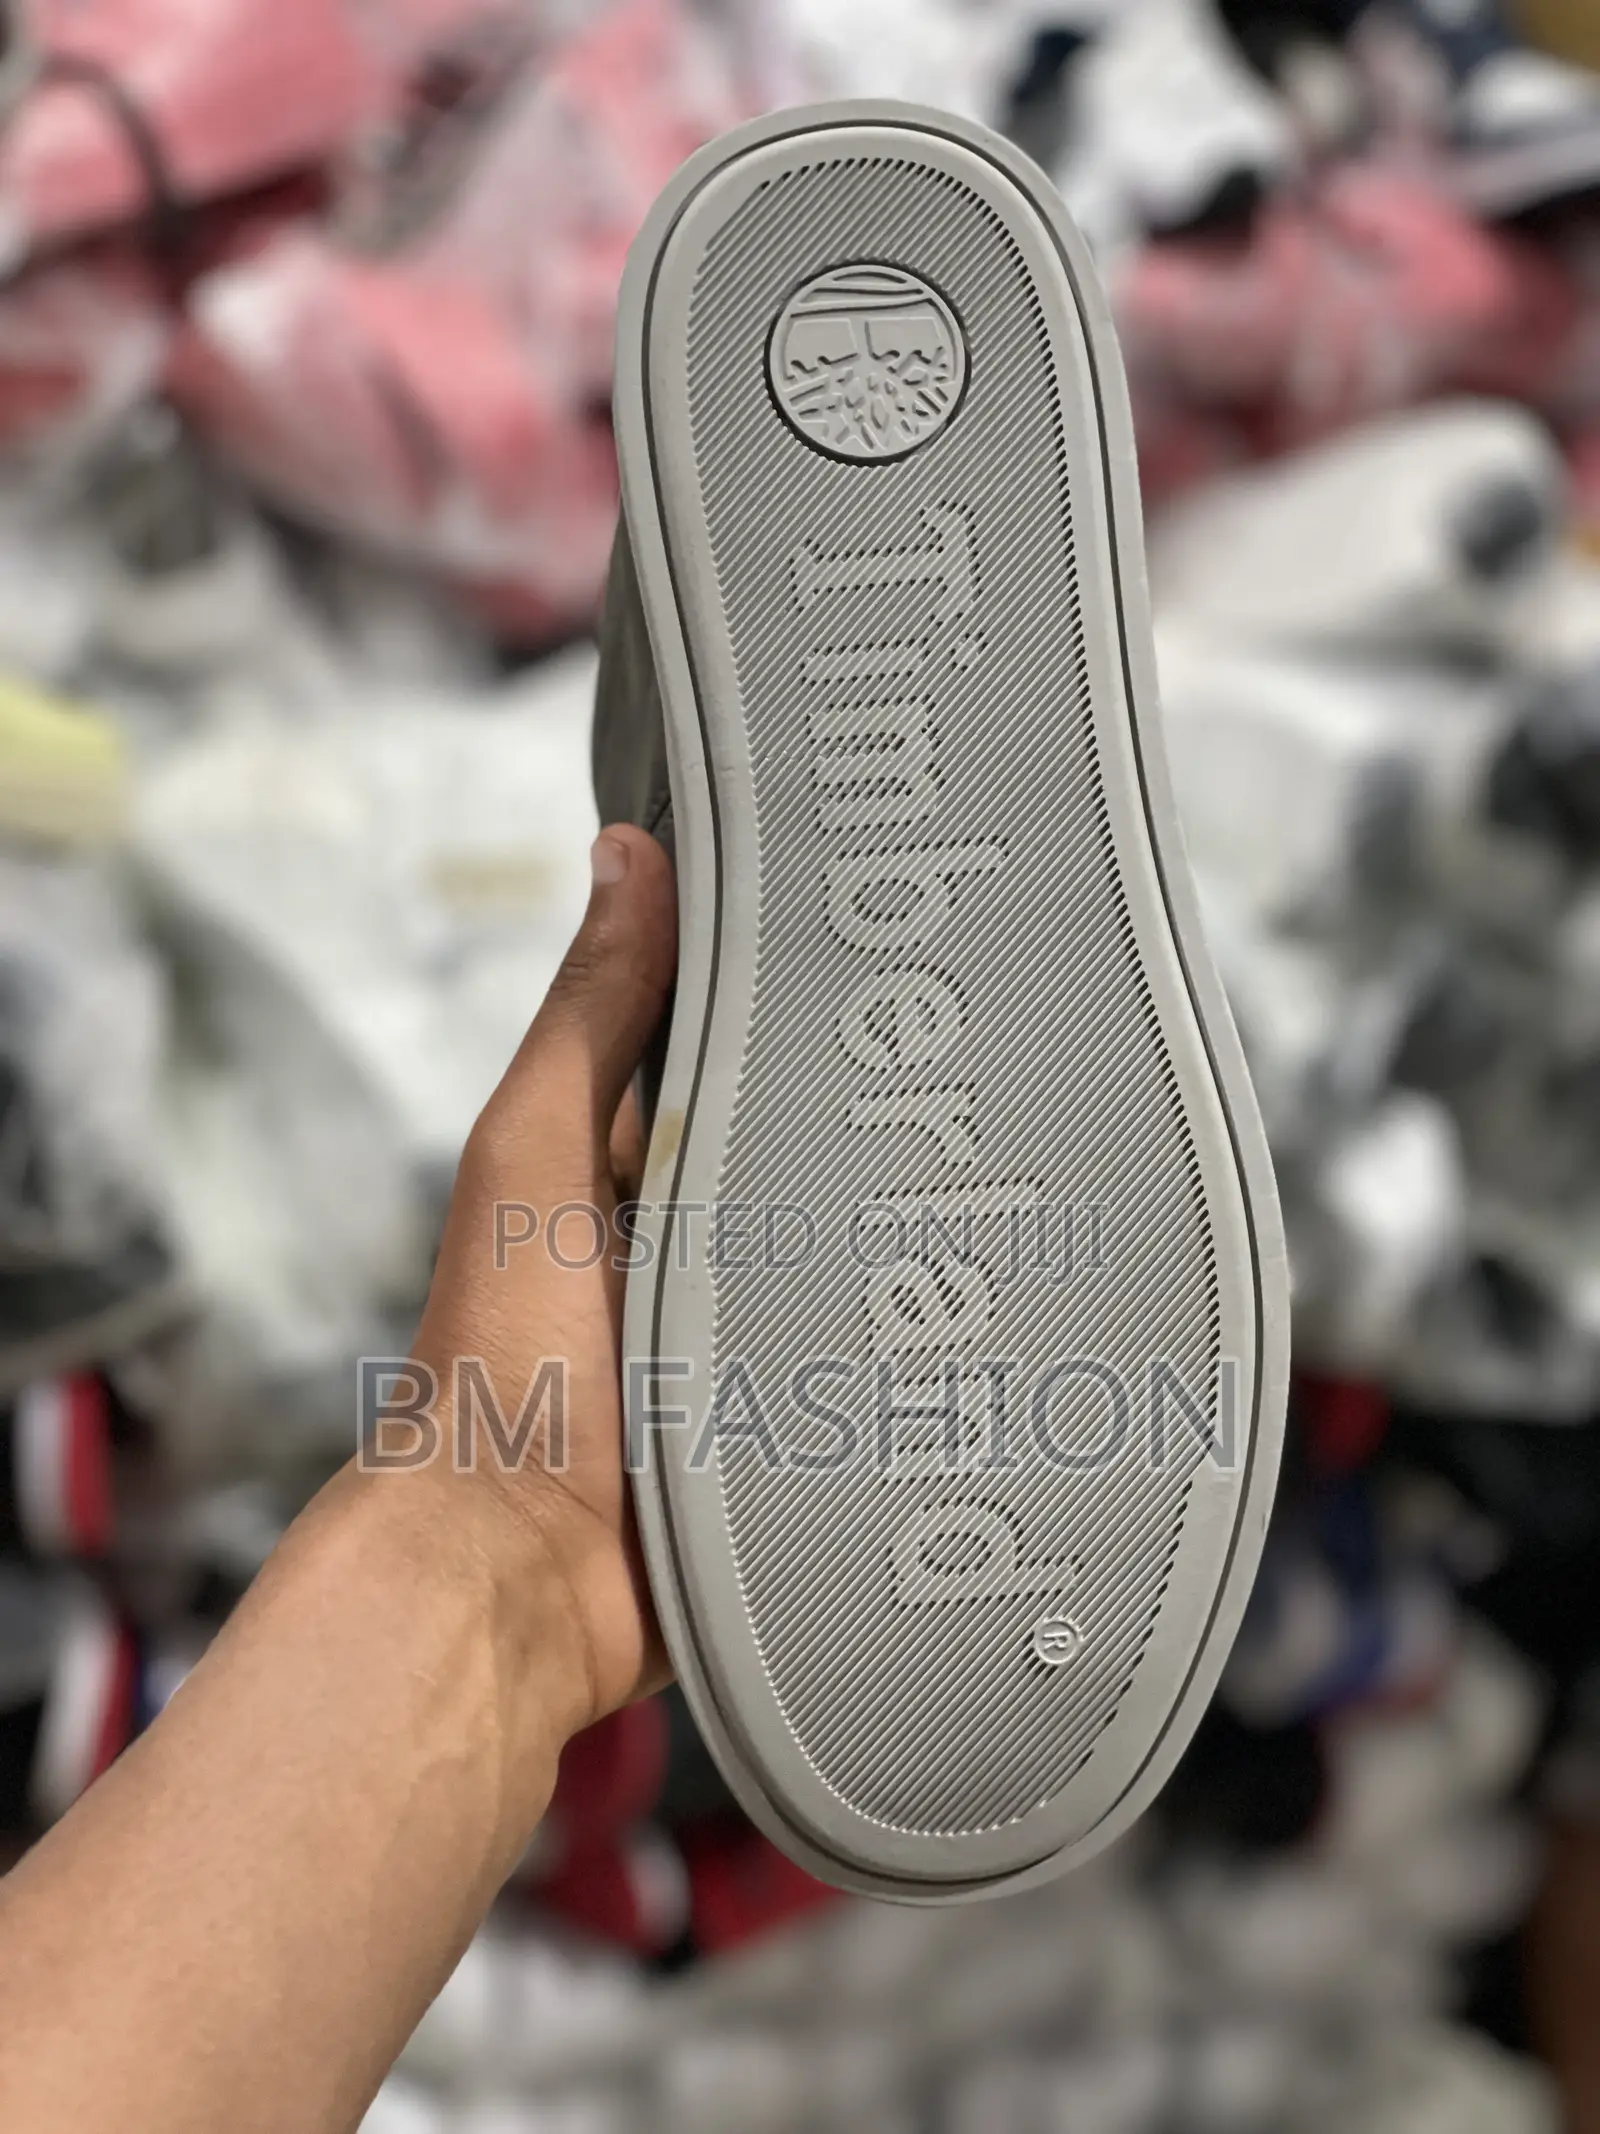 Timberland
®
POSTED ON JIJI
BM FASHION